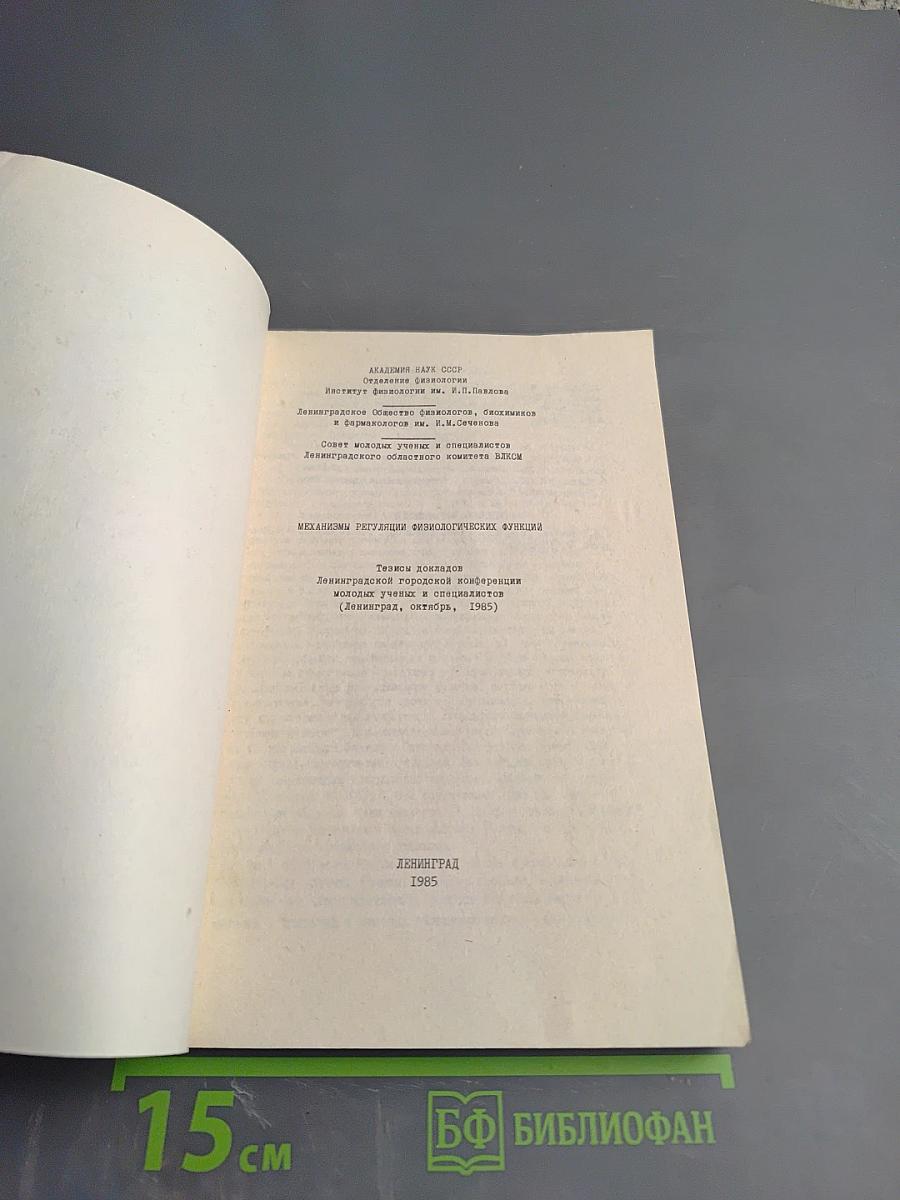 АКАДЕМИЯ НАУК СССР
Отделение физиологии
Институт физиологии им. И.П.Павлова
Ленинградское Общество физиологов, биохимиков
и фармакологов им. И.М.Сеченова
Совет молодых ученых и специалистов
Ленинградского областного комитета ВЛКСМ
МЕХАНИЗМЫ РЕГУЛЯЦИИ ФИЗИОЛОГИЧЕСКИХ ФУНКЦИЙ
Тезисы докладов
Ленинградской городской конференции
молодых ученых и специалистов
(Ленинград, октябрь, 1985)
ЛЕНИНГРАД
1985
15 см
БФ БИБЛИОФАН